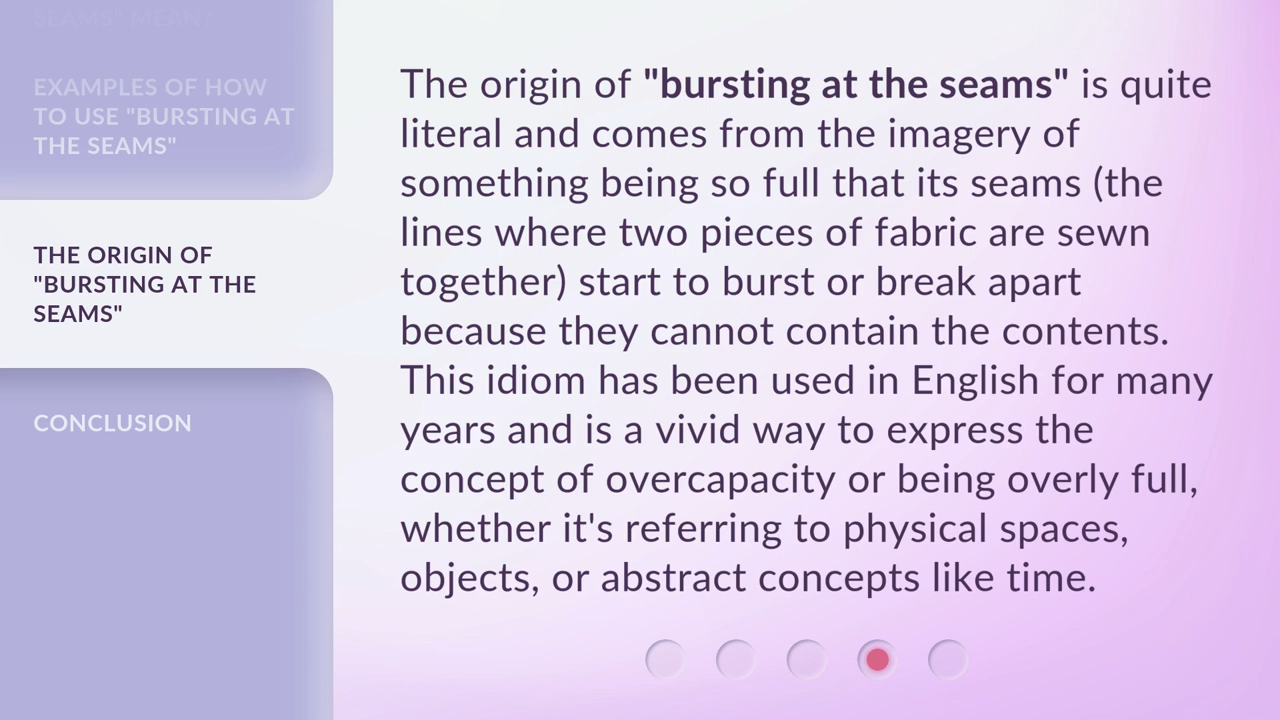 SEAMS" MEAN?
EXAMPLES OF HOW
TO USE "BURSTING AT
THE SEAMS"
THE ORIGIN OF
"BURSTING AT THE
SEAMS"
CONCLUSION
The origin of "bursting at the seams" is quite
literal and comes from the imagery of
something being so full that its seams (the
lines where two pieces of fabric are sewn
together) start to burst or break apart
because they cannot contain the contents.
This idiom has been used in English for many
years and is a vivid way to express the
concept of overcapacity or being overly full,
whether it's referring to physical spaces,
objects, or abstract concepts like time.